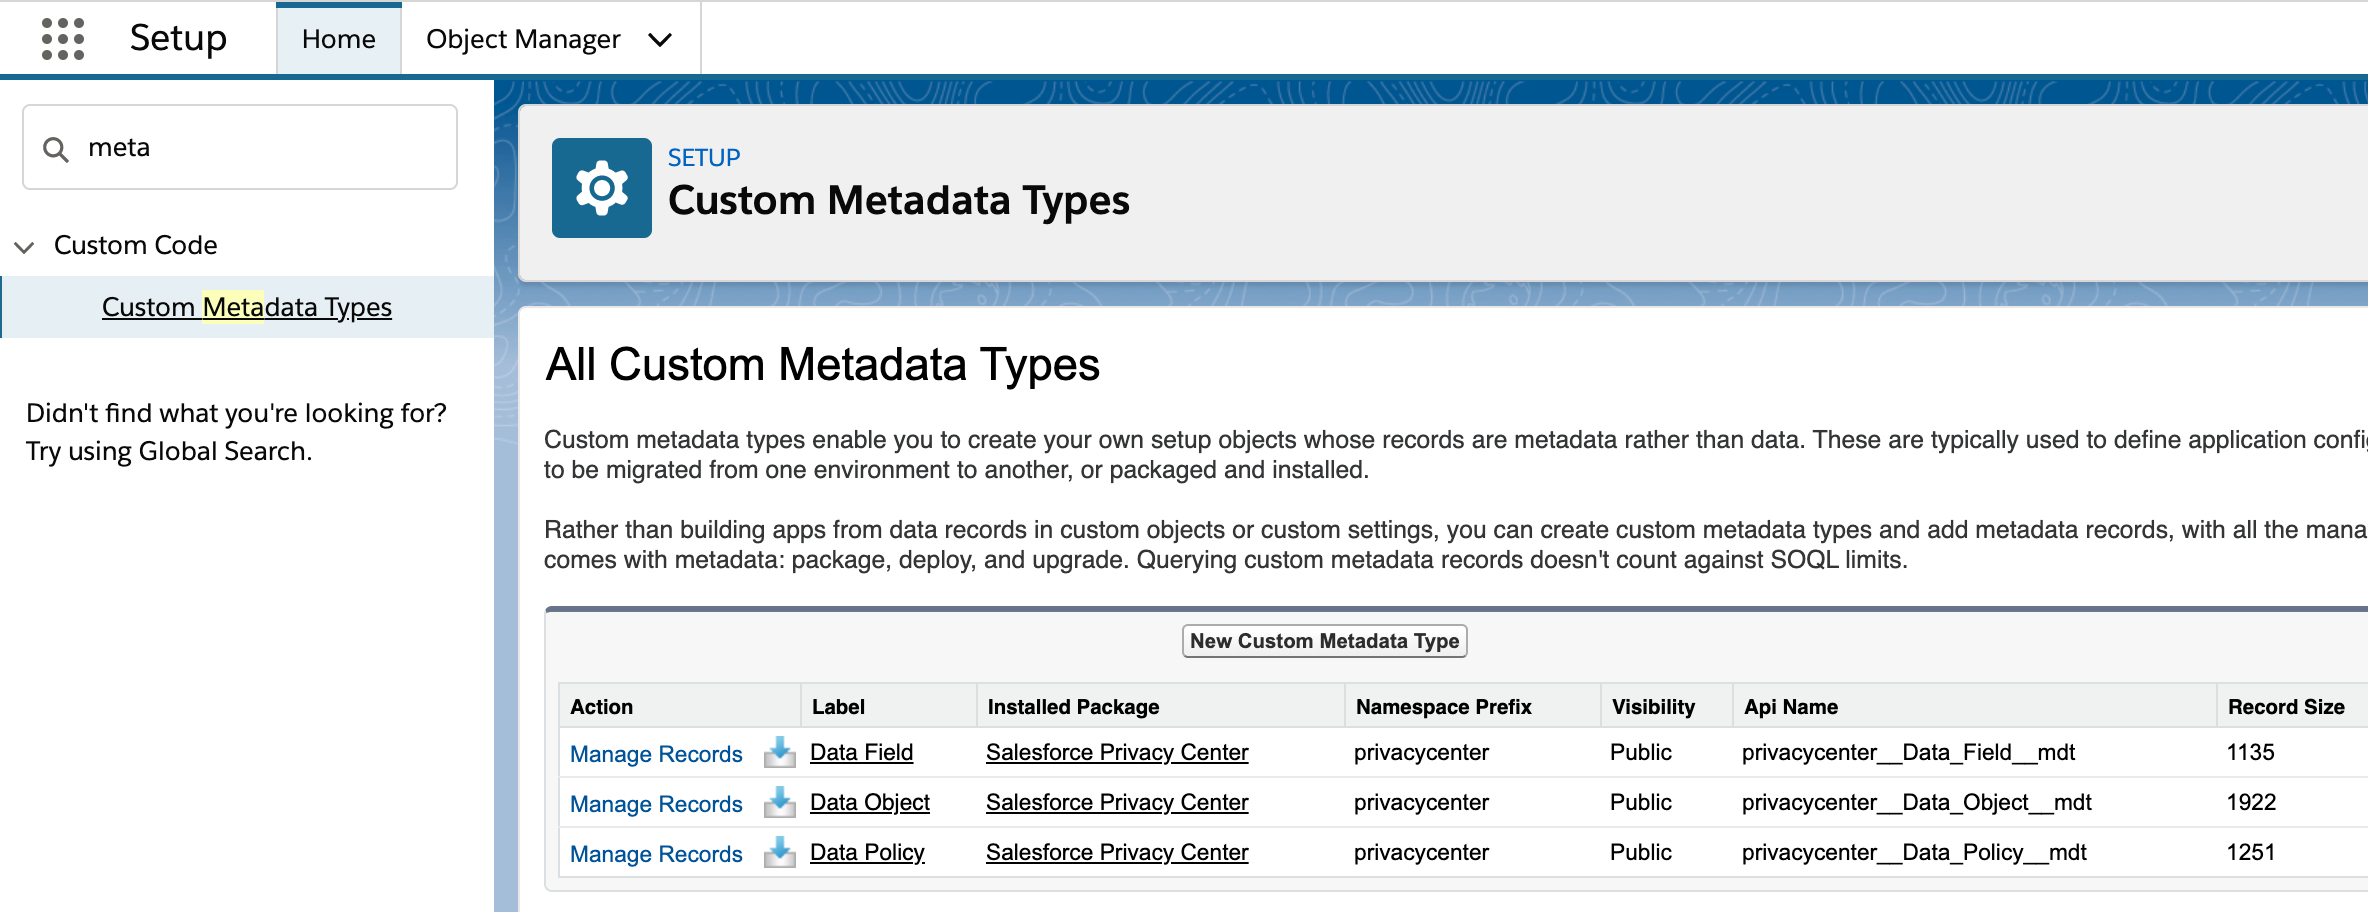 Setup
Home
Object Manager
meta
Custom Code
Custom Metadata Types
Didn't find what you're looking for?
Try using Global Search.
SETUP
Custom Metadata Types
All Custom Metadata Types
Custom metadata types enable you to create your own setup objects whose records are metadata rather than data. These are typically used to define application
to be migrated from one environment to another, or packaged and installed.
Rather than building apps from data records in custom objects or custom settings, you can create custom metadata types and add metadata records, with all the
comes with metadata: package, deploy, and upgrade. Querying custom metadata records doesn't count against SOQL limits.
New Custom Metadata Type
Action Label Installed Package Namespace Prefix Visibility Api Name Record Size
Manage Records Data Field Salesforce Privacy Center privacycenter Public privacycenter__Data_Field__mdt 1135
Manage Records Data Object Salesforce Privacy Center privacycenter Public privacycenter__Data_Object__mdt 1922
Manage Records Data Policy Salesforce Privacy Center privacycenter Public privacycenter__Data_Policy__mdt 1251